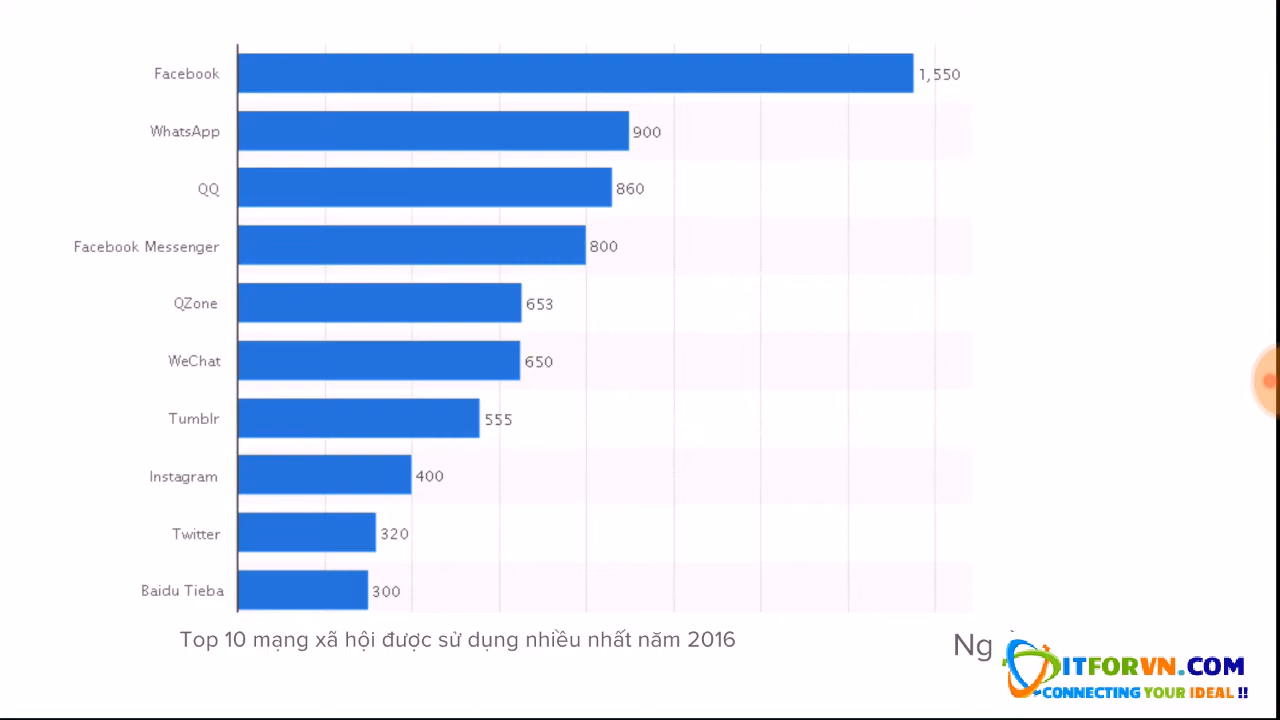 Facebook 1,550
WhatsApp 900
QQ 860
Facebook Messenger 800
QZone 653
WeChat 650
Tumblr 555
Instagram 400
Twitter 320
Baidu Tieba 300
Top 10 mạng xã hội được sử dụng nhiều nhất năm 2016
ITFORVN.COM
CONNECTING YOUR IDEAL !!